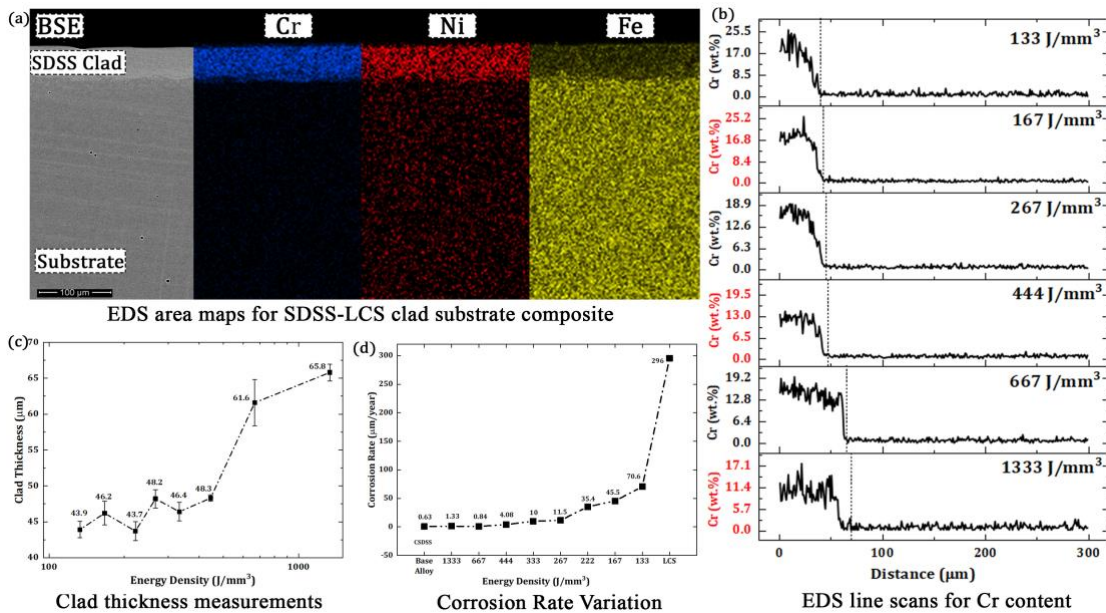 (a)
BSE
Cr
Ni
Fe
SDSS Clad
Substrate
100 μm
EDS area maps for SDSS-LCS clad substrate composite
(b)
133 J/mm³
Cr (wt.%)
25.5
17.0
8.5
0.0
167 J/mm³
Cr (wt.%)
25.2
16.8
8.4
0.0
267 J/mm³
Cr (wt.%)
18.9
12.6
6.3
0.0
444 J/mm³
Cr (wt.%)
19.5
13.0
6.5
0.0
667 J/mm³
Cr (wt.%)
19.2
12.8
6.4
0.0
1333 J/mm³
Cr (wt.%)
17.1
11.4
5.7
0.0
0 100 200 300
Distance (μm)
EDS line scans for Cr content
(c)
Clad Thickness (μm)
70
65
60
55
50
45
40
43.9
46.2
43.7
48.2
46.4
48.3
61.6
65.8
100 1000
Energy Density (J/mm³)
Clad thickness measurements
(d)
Corrosion Rate (μm/year)
300
250
200
150
100
50
0
-50
0.63
1.33
0.84
4.08
10
11.5
35.4
45.5
70.6
296
CSDSS
Base 1333 667 444 333 267 222 167 133 LCS
Alloy
Energy Density (J/mm³)
Corrosion Rate Variation